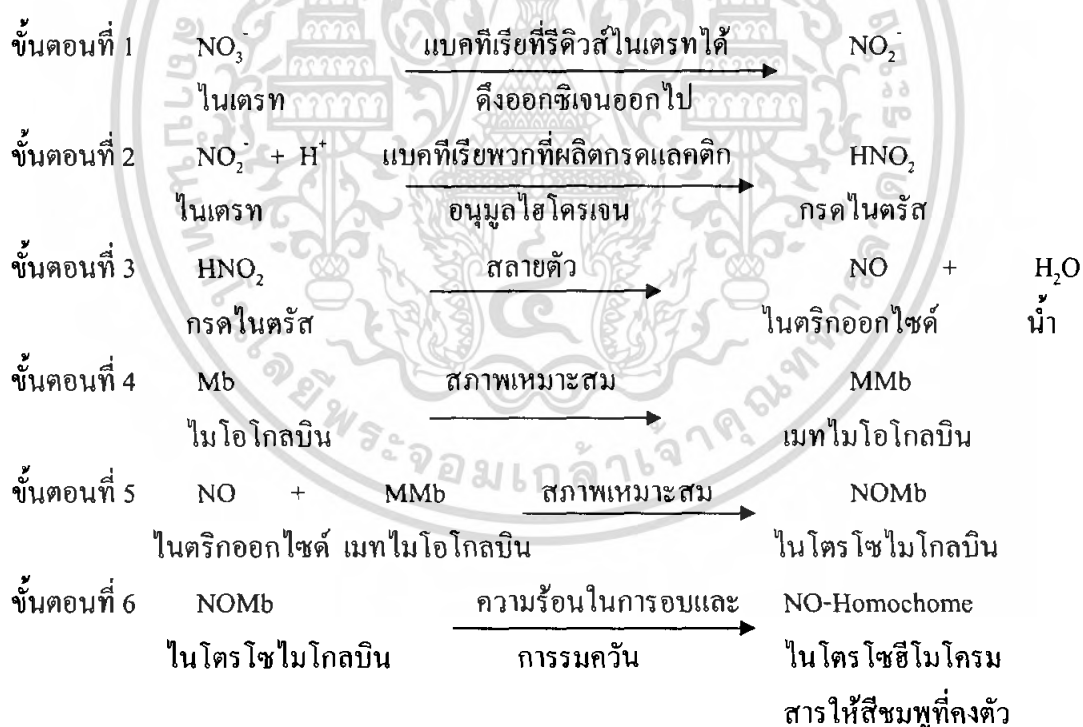 ขั้นตอนที่ 1 NO₃⁻ แบคทีเรียที่รีดิวส์ไนเตรทได้ NO₂⁻
ไนเตรท ดึงออกซิเจนออกไป
ขั้นตอนที่ 2 NO₂⁻ + H⁺ แบคทีเรียพวกที่ผลิตกรดแลคติก HNO₂
ไนเตรท อนุมูลไฮโดรเจน กรดไนตรัส
ขั้นตอนที่ 3 HNO₂ สลายตัว NO + H₂O
กรดไนตรัส ไนตริกออกไซด์ น้ำ
ขั้นตอนที่ 4 Mb สภาพเหมาะสม MMb
ไมโอโกลบิน เมทไมโอโกลบิน
ขั้นตอนที่ 5 NO + MMb สภาพเหมาะสม NOMb
ไนตริกออกไซด์ เมทไมโอโกลบิน ไนโตรโซไมโกลบิน
ขั้นตอนที่ 6 NOMb ความร้อนในการอบและ NO-Homochome
ไนโตรโซไมโกลบิน การรมควัน ไนโตรโซฮีโมโครม
สารให้สีชมพูที่คงตัว